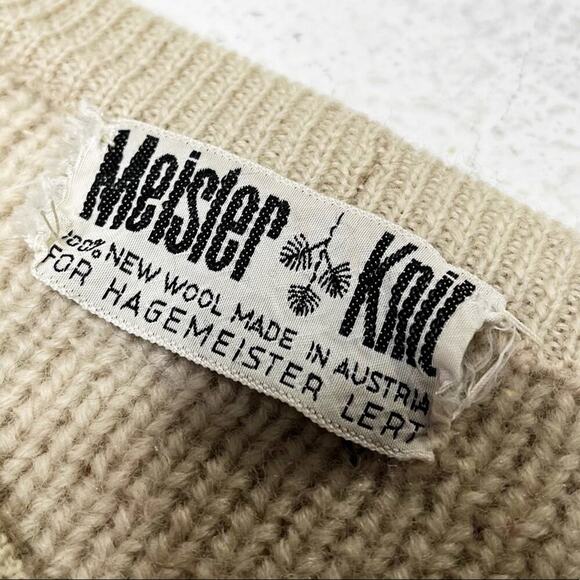 Meister Knit
100% NEW WOOL MADE IN AUSTRIA
FOR HAGEMEISTER LERT